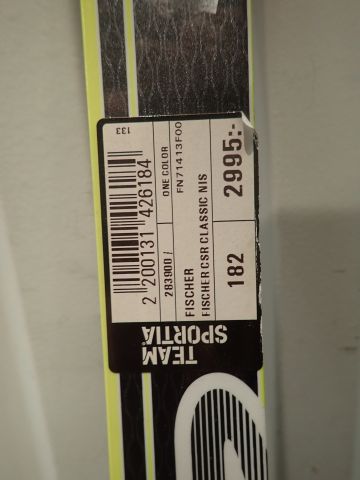 TEAM
SPORTIA
133
2 200131 426184
283900 / ONE COLOR
FN71413F00
FISCHER
FISCHER CSR CLASSIC NIS
182 2995:-